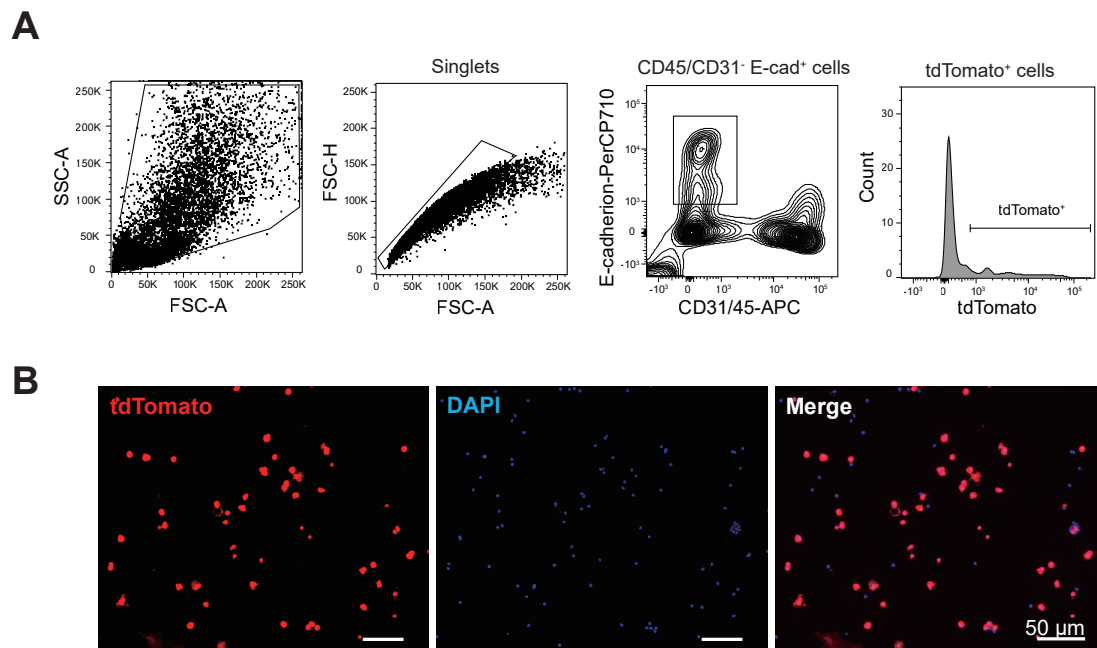 A
Singlets
CD45/CD31⁻ E-cad⁺ cells
tdTomato⁺ cells
250K
200K
150K
100K
50K
0
SSC-A
0
50K
100K
150K
200K
250K
FSC-A
250K
200K
150K
100K
50K
0
FSC-H
0
50K
100K
150K
200K
250K
FSC-A
10⁵
10⁴
10³
0
-10³
E-cadherion-PerCP710
-10³
0
10³
10⁴
10⁵
CD31/45-APC
30
20
10
0
Count
tdTomato⁺
-10³
0
10³
10⁴
10⁵
tdTomato
B
tdTomato
DAPI
Merge
50 µm